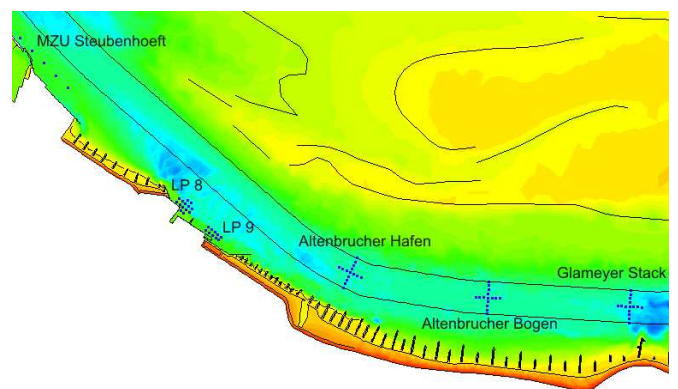 MZU Steubenhoeft
LP 8
LP 9
Altenbrucher Hafen
Glameyer Stack
Altenbrucher Bogen